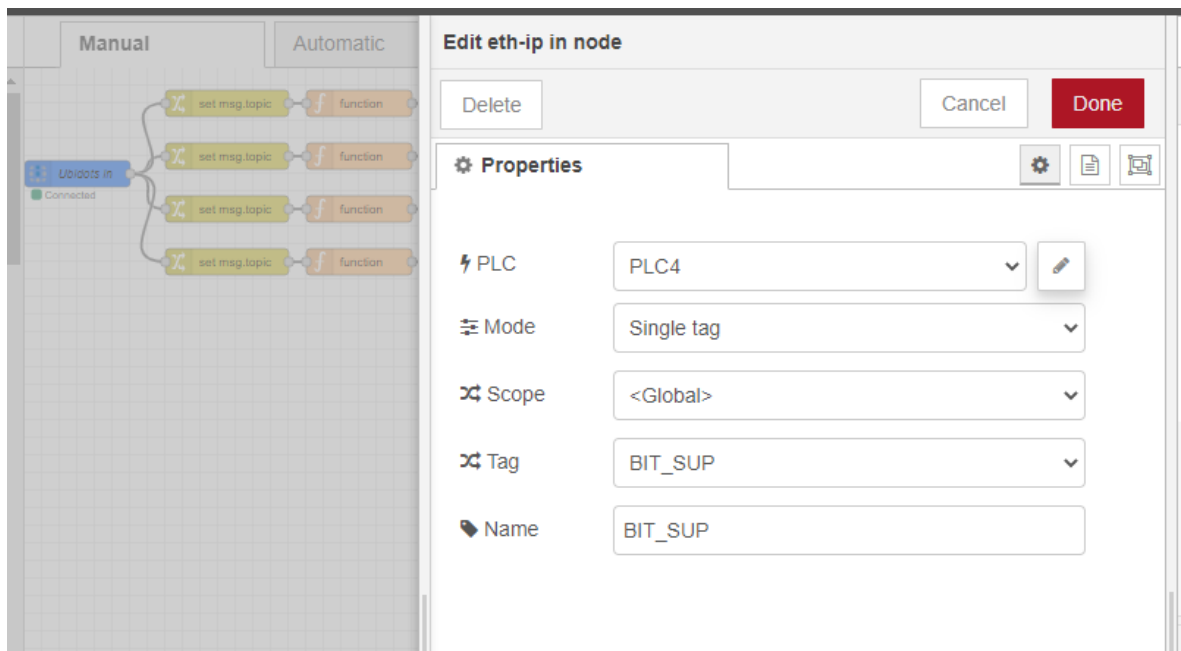 Manual
Automatic
Edit eth-ip in node
Delete
Cancel
Done
Properties
set msg.topic
function
set msg.topic
function
Ubidots in
Connected
set msg.topic
function
set msg.topic
function
PLC
PLC4
Mode
Single tag
Scope
<Global>
Tag
BIT_SUP
Name
BIT_SUP